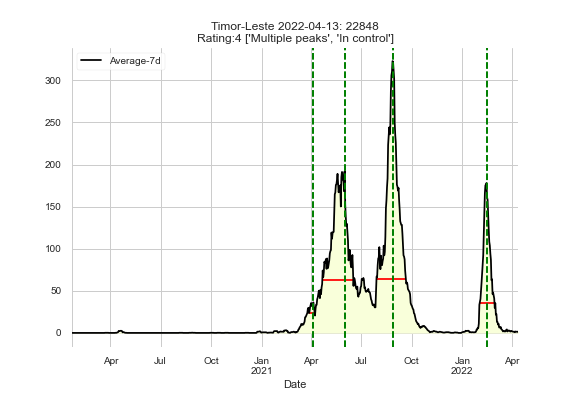 Timor-Leste 2022-04-13: 22848
Rating:4 ['Multiple peaks', 'In control']
Average-7d
300
250
200
150
100
50
0
Apr Jul Oct Jan Apr Jul Oct Jan Apr
2021 2022
Date